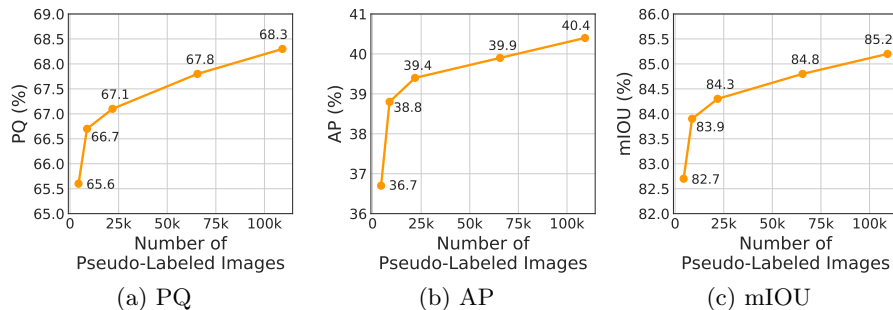 69.0
68.5
68.0
67.5
67.0
66.5
66.0
65.5
65.0
PQ (%)
65.6
66.7
67.1
67.8
68.3
0 25k 50k 75k 100k
Number of
Pseudo-Labeled Images
(a) PQ
41
40
39
38
37
36
AP (%)
36.7
38.8
39.4
39.9
40.4
0 25k 50k 75k 100k
Number of
Pseudo-Labeled Images
(b) AP
86.0
85.5
85.0
84.5
84.0
83.5
83.0
82.5
82.0
mIOU (%)
82.7
83.9
84.3
84.8
85.2
0 25k 50k 75k 100k
Number of
Pseudo-Labeled Images
(c) mIOU